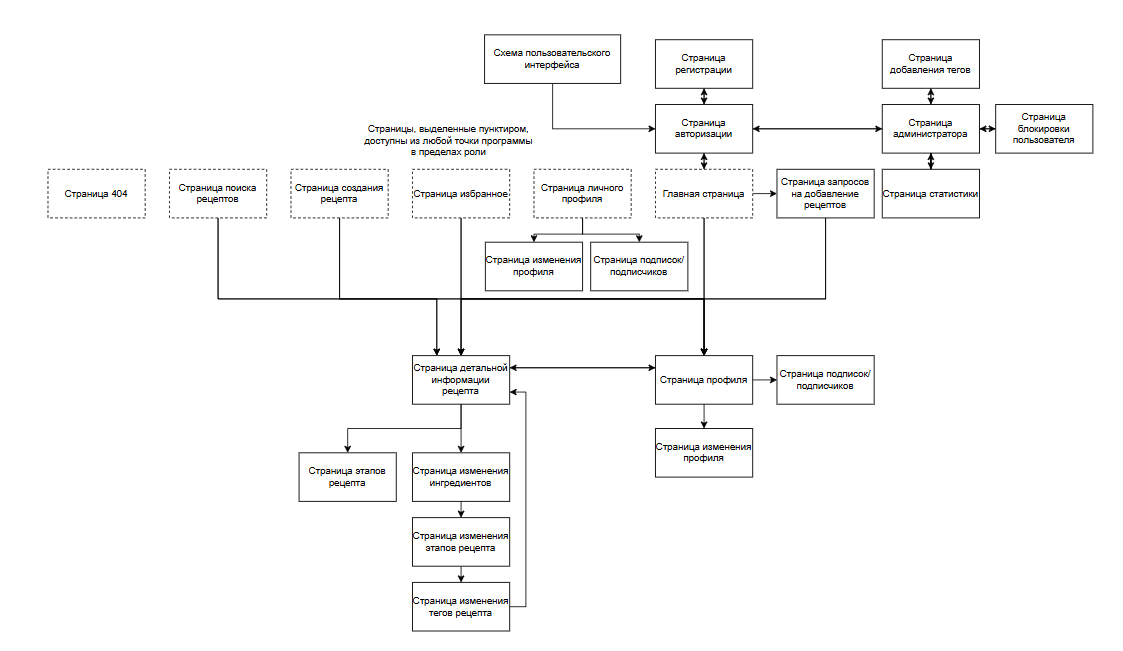 Схема пользовательского
интерфейса
Страница
регистрации
Страница
добавления тегов
Страницы, выделенные пунктиром,
доступны из любой точки программы
в пределах роли
Страница
авторизации
Страница
администратора
Страница
блокировки
пользователя
Страница 404
Страница поиска
рецептов
Страница создания
рецепта
Страница избранное
Страница личного
профиля
Главная страница
Страница запросов
на добавление
рецептов
Страница статистики
Страница изменения
профиля
Страница подписок/
подписчиков
Страница детальной
информации
рецепта
Страница профиля
Страница подписок/
подписчиков
Страница изменения
профиля
Страница этапов
рецепта
Страница изменения
ингредиентов
Страница изменения
этапов рецепта
Страница изменения
тегов рецепта